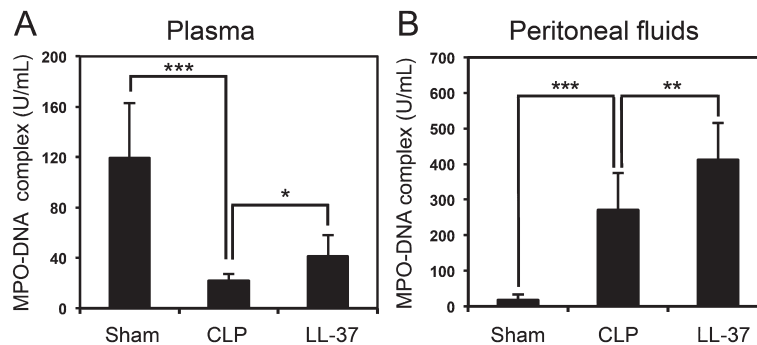 A
Plasma
MPO-DNA complex (U/mL)
200
160
120
80
40
0
***
*
Sham CLP LL-37
B
Peritoneal fluids
MPO-DNA complex (U/mL)
700
600
500
400
300
200
100
0
***
**
Sham CLP LL-37